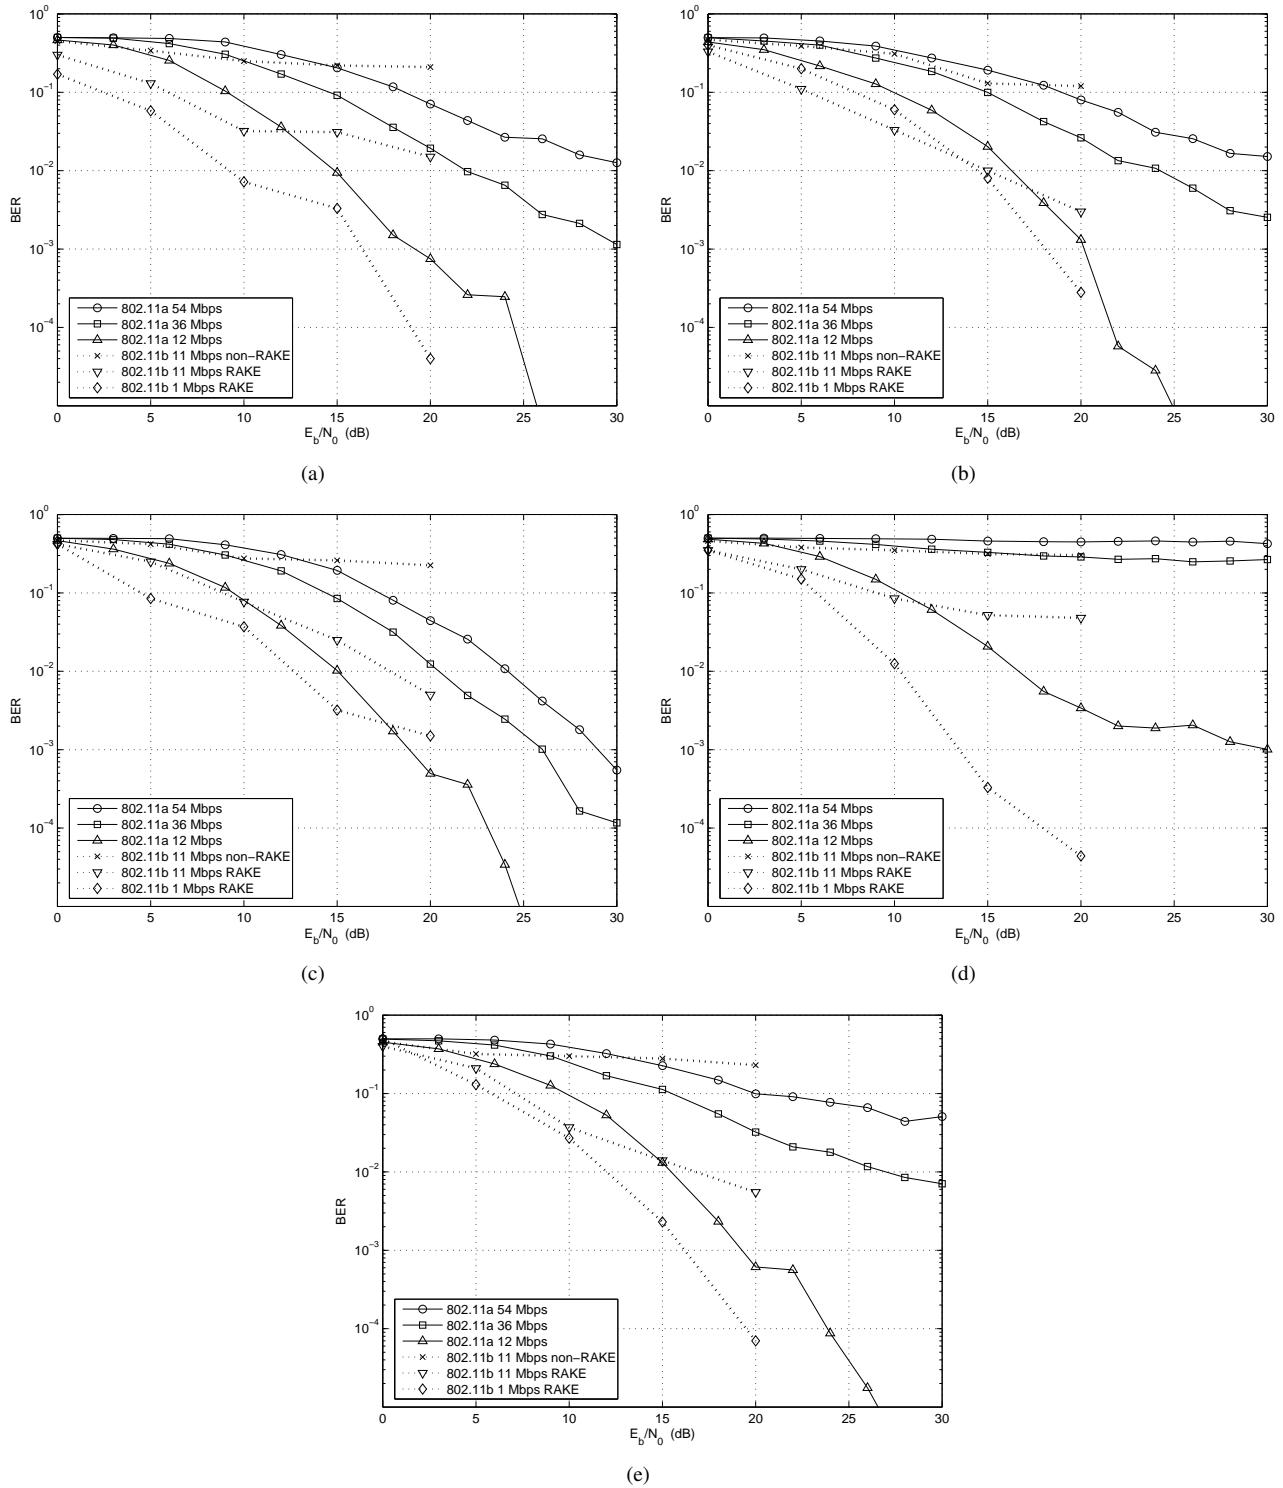 10⁰
10⁻¹
10⁻²
10⁻³
10⁻⁴
BER
802.11a 54 Mbps
802.11a 36 Mbps
802.11a 12 Mbps
802.11b 11 Mbps non−RAKE
802.11b 11 Mbps RAKE
802.11b 1 Mbps RAKE
0 5 10 15 20 25 30
E_b/N_0 (dB)
(a)
10⁰
10⁻¹
10⁻²
10⁻³
10⁻⁴
BER
802.11a 54 Mbps
802.11a 36 Mbps
802.11a 12 Mbps
802.11b 11 Mbps non−RAKE
802.11b 11 Mbps RAKE
802.11b 1 Mbps RAKE
0 5 10 15 20 25 30
E_b/N_0 (dB)
(b)
10⁰
10⁻¹
10⁻²
10⁻³
10⁻⁴
BER
802.11a 54 Mbps
802.11a 36 Mbps
802.11a 12 Mbps
802.11b 11 Mbps non−RAKE
802.11b 11 Mbps RAKE
802.11b 1 Mbps RAKE
0 5 10 15 20 25 30
E_b/N_0 (dB)
(c)
10⁰
10⁻¹
10⁻²
10⁻³
10⁻⁴
BER
802.11a 54 Mbps
802.11a 36 Mbps
802.11a 12 Mbps
802.11b 11 Mbps non−RAKE
802.11b 11 Mbps RAKE
802.11b 1 Mbps RAKE
0 5 10 15 20 25 30
E_b/N_0 (dB)
(d)
10⁰
10⁻¹
10⁻²
10⁻³
10⁻⁴
BER
802.11a 54 Mbps
802.11a 36 Mbps
802.11a 12 Mbps
802.11b 11 Mbps non−RAKE
802.11b 11 Mbps RAKE
802.11b 1 Mbps RAKE
0 5 10 15 20 25 30
E_b/N_0 (dB)
(e)